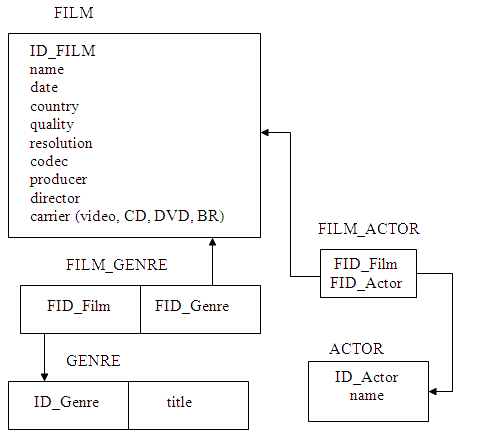 FILM
ID_FILM
name
date
country
quality
resolution
codec
producer
director
carrier (video, CD, DVD, BR)
FILM_GENRE
FID_Film FID_Genre
GENRE
ID_Genre title
FILM_ACTOR
FID_Film
FID_Actor
ACTOR
ID_Actor
name